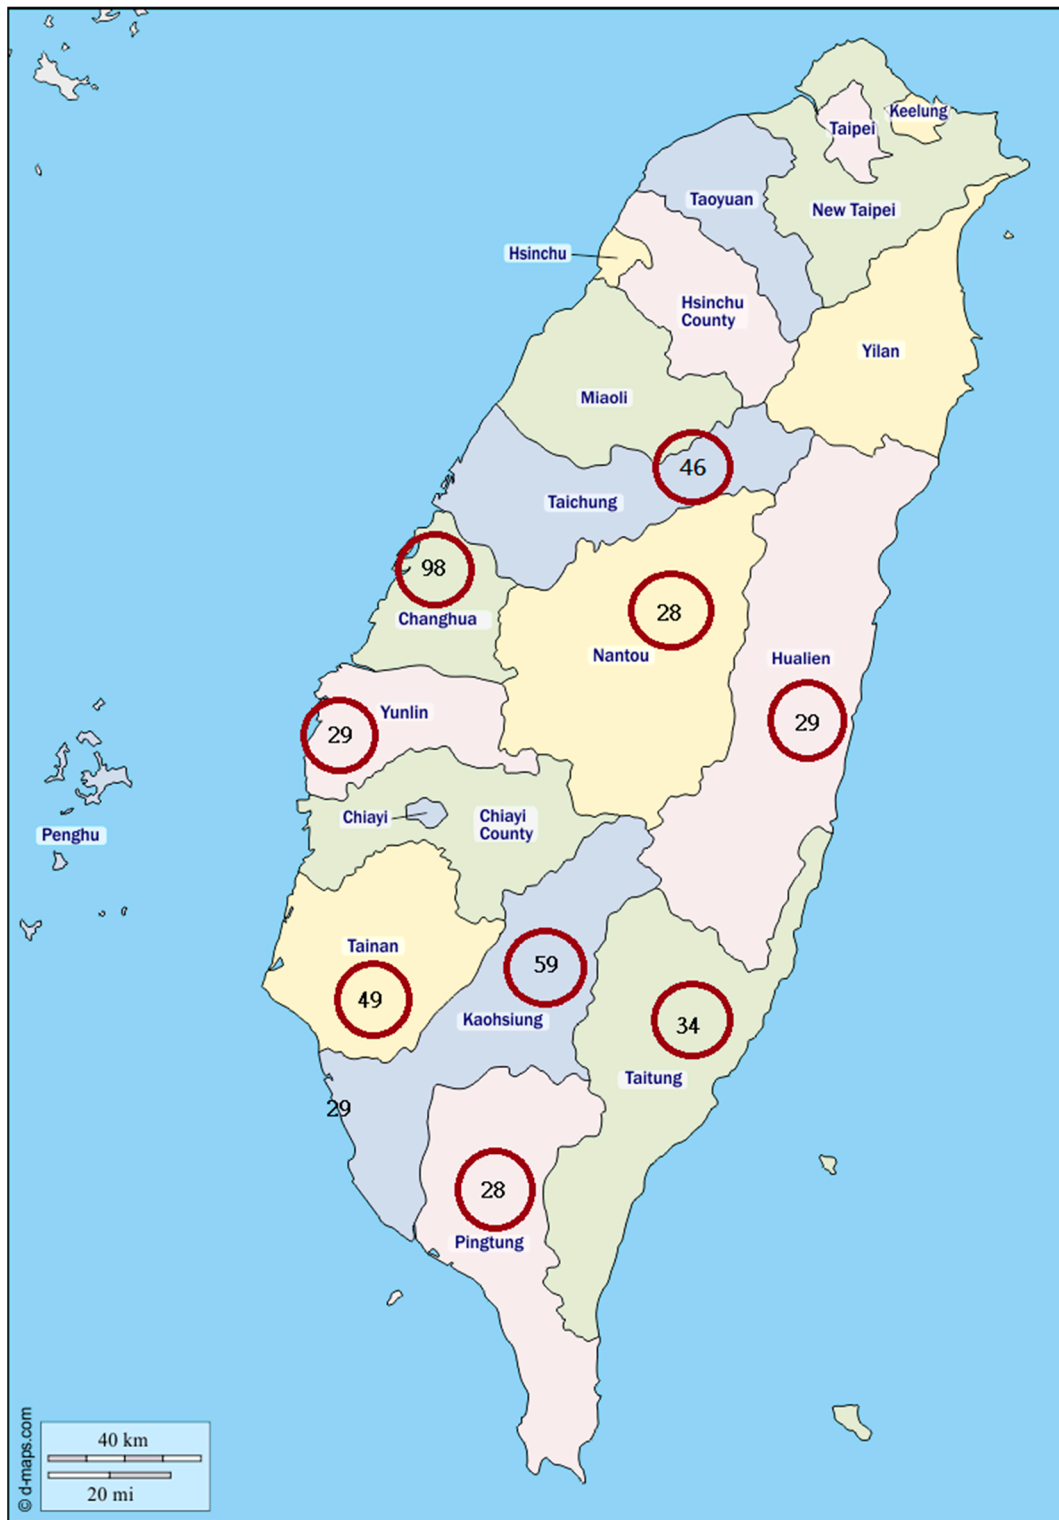 Keelung
Taipei
Taoyuan
New Taipei
Hsinchu
Hsinchu
County
Yilan
Miaoli
46
Taichung
98
Changhua
28
Nantou
Hualien
29
Yunlin
29
Chiayi
Chiayi
County
Penghu
Tainan
49
59
Kaohsiung
34
Taitung
29
28
Pingtung
40 km
20 mi
© d-maps.com